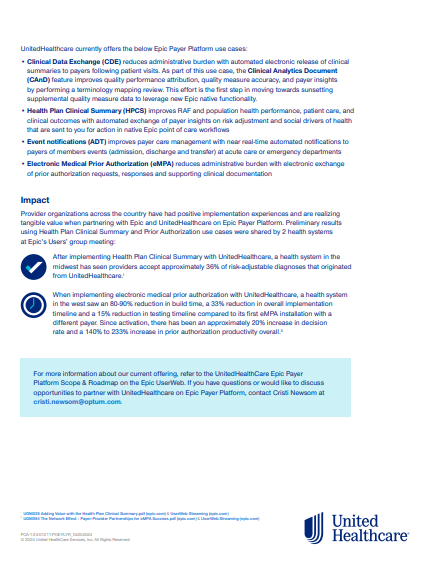 UnitedHealthcare currently offers the below Epic Payer Platform use cases:
• Clinical Data Exchange (CDE) reduces administrative burden with automated electronic release of clinical
summaries to payers following patient visits. As part of this use case, the Clinical Analytics Document
(CAnD) feature improves quality performance attribution, quality measure accuracy, and payer insights
by performing a terminology mapping review. This effort is the first step in moving towards sunsetting
supplemental quality measure data to leverage new Epic native functionality.
• Health Plan Clinical Summary (HPCS) improves RAF and population health performance, patient care, and
clinical outcomes with automated exchange of payer insights on risk adjustment and social drivers of health
that are sent to you for action in native Epic point of care workflows
• Event notifications (ADT) improves payer care management with near real-time automated notifications to
payers of members events (admission, discharge and transfer) at acute care or emergency departments
• Electronic Medical Prior Authorization (eMPA) reduces administrative burden with electronic exchange
of prior authorization requests, responses and supporting clinical documentation
Impact
Provider organizations across the country have had positive implementation experiences and are realizing
tangible value when partnering with Epic and UnitedHealthcare on Epic Payer Platform. Preliminary results
using Health Plan Clinical Summary and Prior Authorization use cases were shared by 2 health systems
at Epic's Users' group meeting:
After implementing Health Plan Clinical Summary with UnitedHealthcare, a health system in the
midwest has seen providers accept approximately 36% of risk-adjustable diagnoses that originated
from UnitedHealthcare.
When implementing electronic medical prior authorization with UnitedHealthcare, a health system
in the west saw an 80-90% reduction in build time, a 33% reduction in overall implementation
timeline and a 15% reduction in testing timeline compared to its first eMPA installation with a
different payer. Since activation, there has been an approximately 20% increase in decision
rate and a 140% to 233% increase in prior authorization productivity overall.
For more information about our current offering, refer to the UnitedHealthCare Epic Payer
Platform Scope & Roadmap on the Epic UserWeb. If you have questions or would like to discuss
opportunities to partner with UnitedHealthcare on Epic Payer Platform, contact Cristi Newsom at
cristi.newsom@optum.com.
Adding Value with the Health Plan Clinical Summary.pdf (epic.com) & UserWeb Streaming (epic.com)
The Network Effect - Payer-Provider Partnerships for eMPA Success.pdf (epic.com) & UserWeb Streaming (epic.com)
© 2024 United HealthCare Services, Inc. All Rights Reserved.
United
Healthcare®